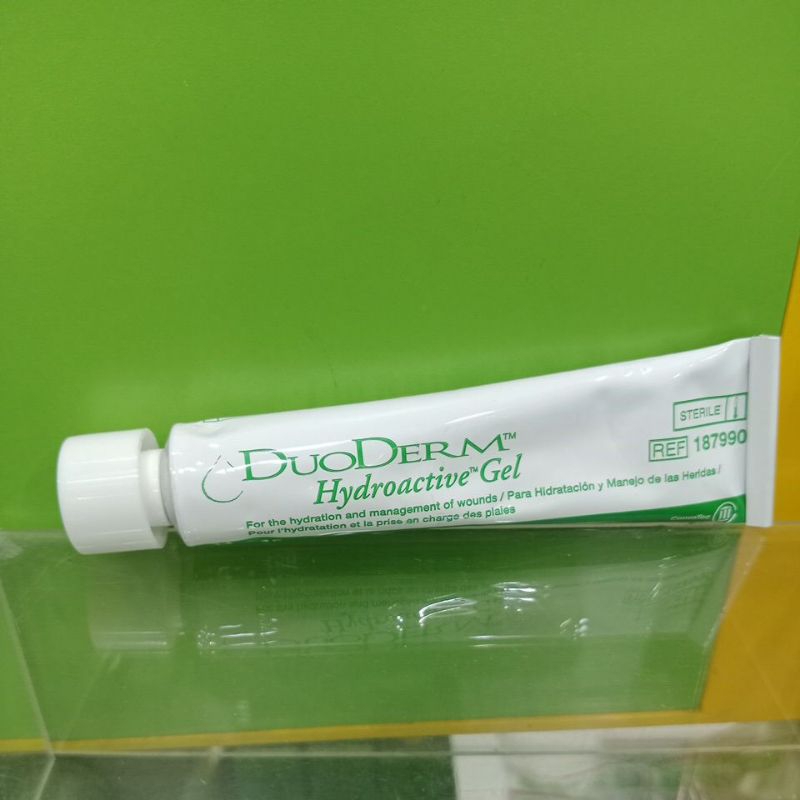 DUODERM™
Hydroactive™ Gel
For the hydration and management of wounds / Para Hidratación y Manejo de las Heridas /
Pour l'hydratation et la prise en charge des plaies
STERILE
REF 187990
ConvaTec